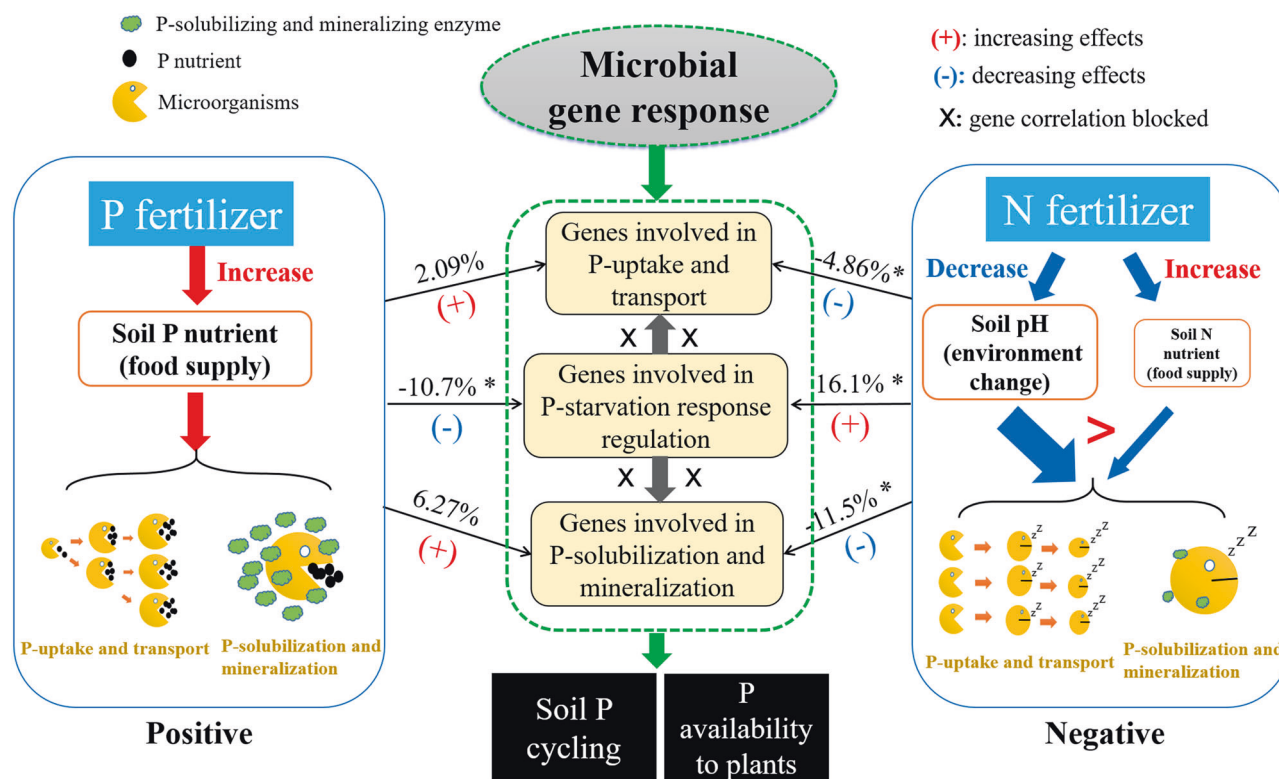 P-solubilizing and mineralizing enzyme
P nutrient
Microorganisms
Microbial
gene response
(+): increasing effects
(-): decreasing effects
X: gene correlation blocked
P fertilizer
Increase
Soil P nutrient
(food supply)
P-uptake and transport
P-solubilization and
mineralization
Positive
2.09%
(+)
-10.7% *
(-)
6.27%
(+)
Genes involved in
P-uptake and
transport
X X
Genes involved in
P-starvation response
regulation
X X
Genes involved in
P-solubilization and
mineralization
Soil P
cycling
P
availability
to plants
-4.86% *
(-)
16.1% *
(+)
-11.5% *
(-)
N fertilizer
Decrease
Increase
Soil pH
(environment
change)
Soil N
nutrient
(food supply)
>
z z Z
z z Z Z
z z Z
z z Z Z
z z Z
z z Z Z
z z Z Z
P-uptake and transport
P-solubilization and
mineralization
Negative